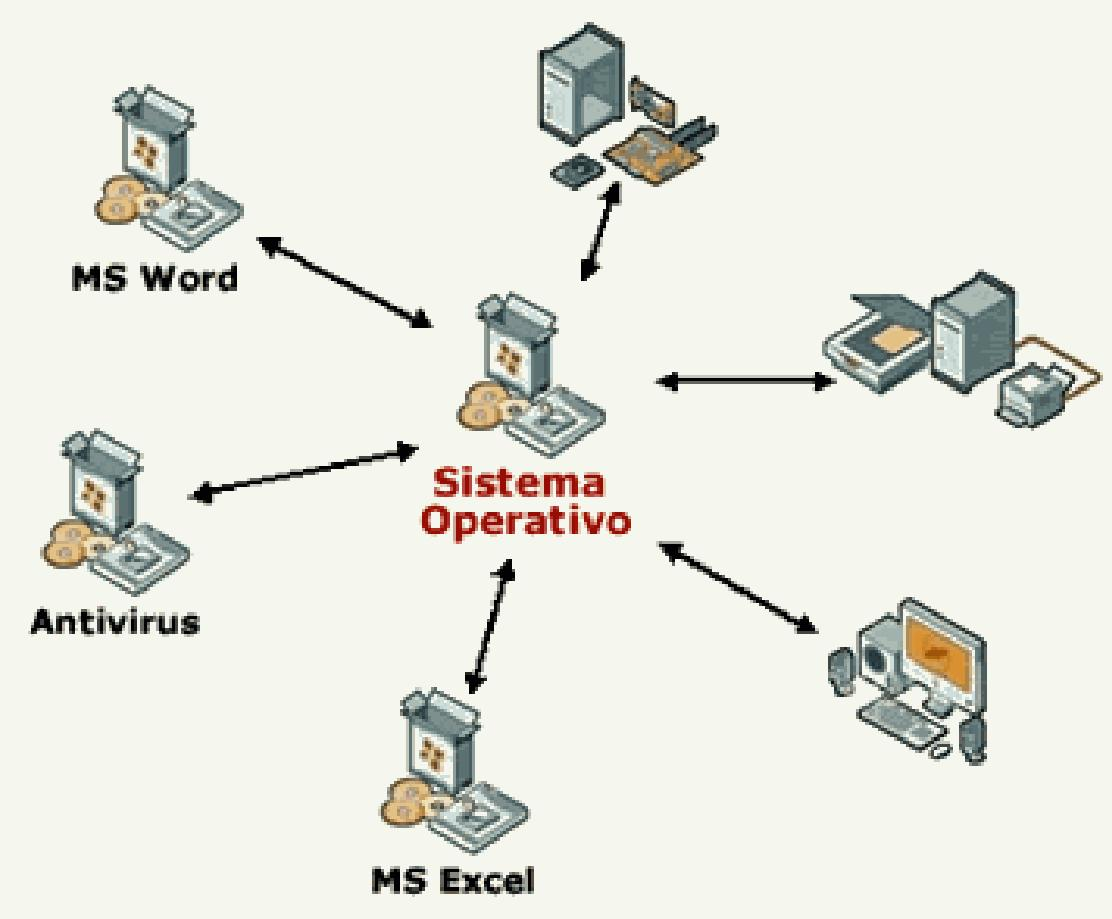 MS Word
Sistema
Operativo
Antivirus
MS Excel